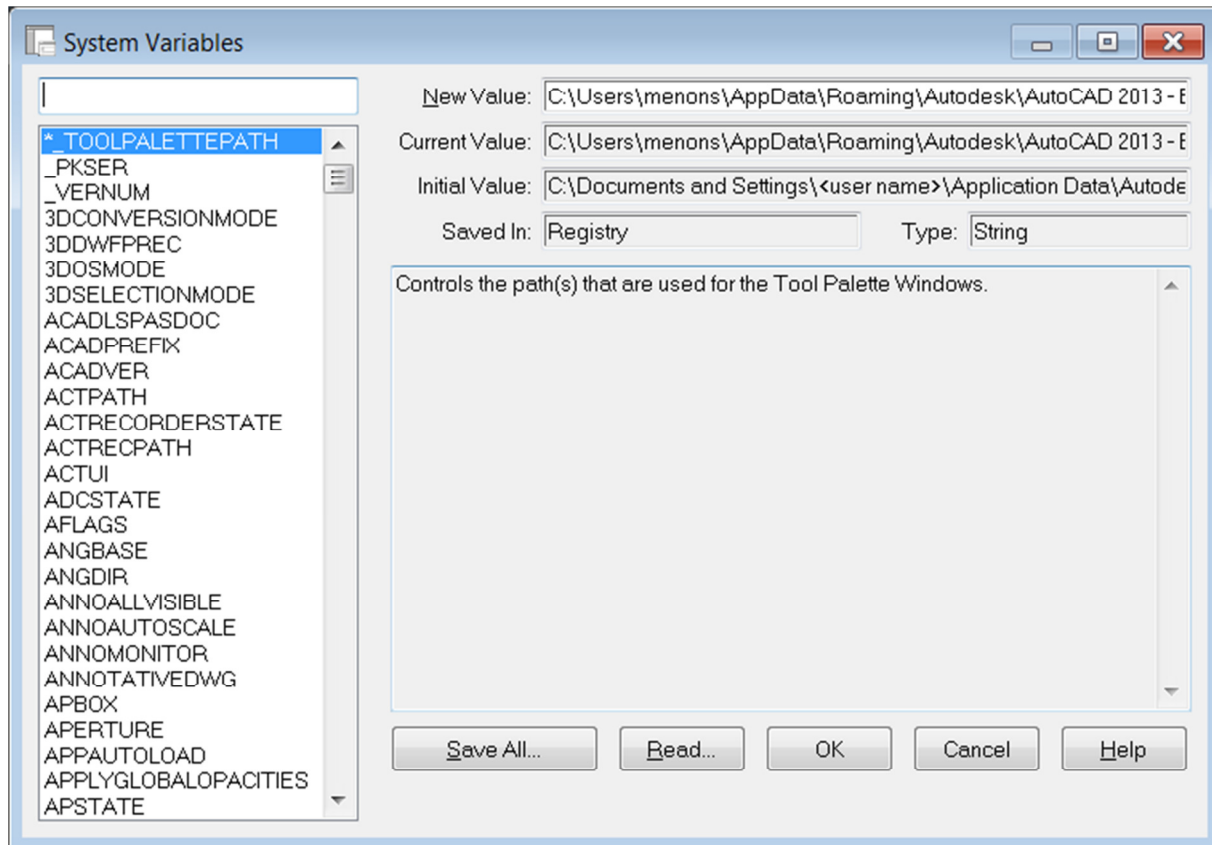 System Variables
*_TOOLPALETTEPATH
_PKSER
_VERNUM
3DCONVERSIONMODE
3DDWFPREC
3DOSMODE
3DSELECTIONMODE
ACADLSPASDOC
ACADPREFIX
ACADVER
ACTPATH
ACTRECORDERSTATE
ACTRECPATH
ACTUI
ADCSTATE
AFLAGS
ANGBASE
ANGDIR
ANNOALLVISIBLE
ANNOAUTOSCALE
ANNOMONITOR
ANNOTATIVEDWG
APBOX
APERTURE
APPAUTOLOAD
APPLYGLOBALOPACITIES
APSTATE
New Value: C:\Users\menons\AppData\Roaming\Autodesk\AutoCAD 2013 - E
Current Value: C:\Users\menons\AppData\Roaming\Autodesk\AutoCAD 2013 - E
Initial Value: C:\Documents and Settings\<user name>\Application Data\Autode
Saved In: Registry Type: String
Controls the path(s) that are used for the Tool Palette Windows.
Save All... Read... OK Cancel Help